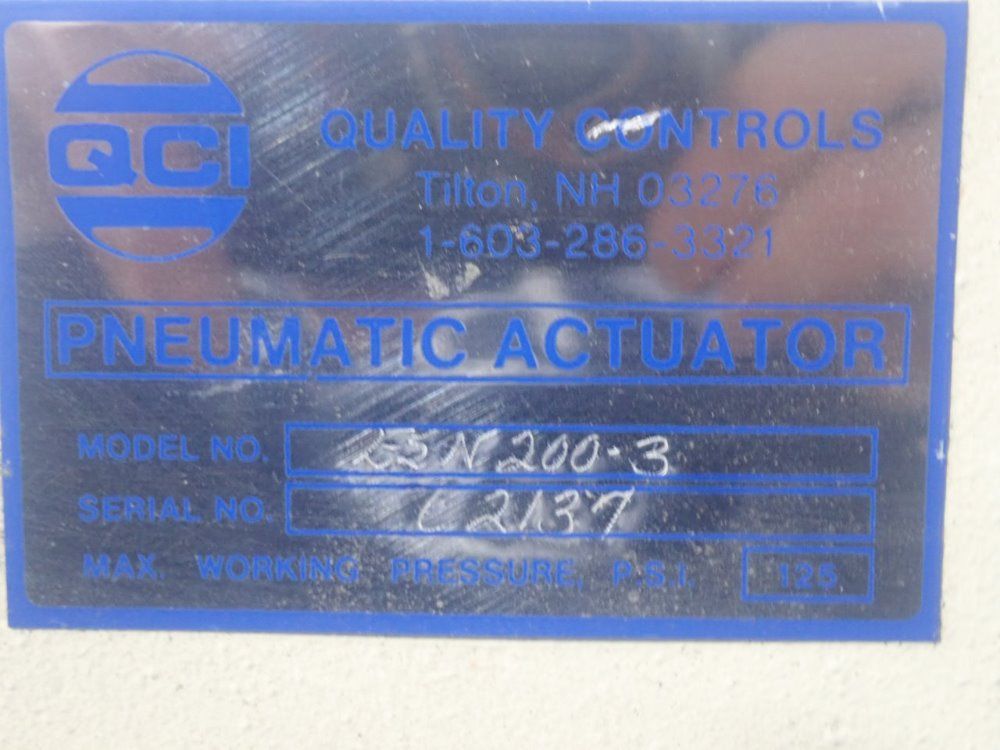 QCI
QUALITY CONTROLS
Tilton, NH 03276
1-603-286-3321
PNEUMATIC ACTUATOR
MODEL NO. 200-3
SERIAL NO. C2137
MAX. WORKING PRESSURE, P.S.I. 125